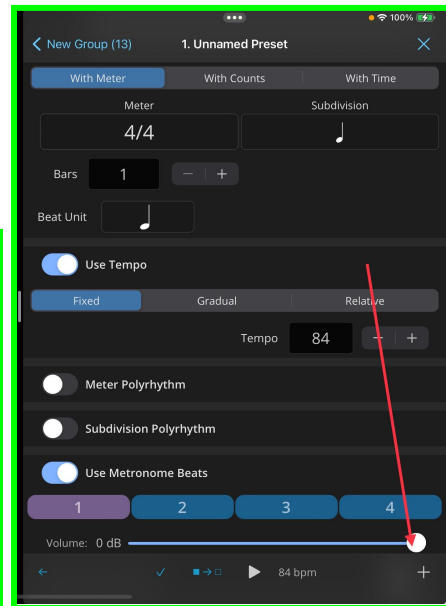 100%
New Group (13) 1. Unnamed Preset
With Meter With Counts With Time
Meter Subdivision
4/4
Bars 1 − +
Beat Unit
Use Tempo
Fixed Gradual Relative
Tempo 84 − +
Meter Polyrhythm
Subdivision Polyrhythm
Use Metronome Beats
1 2 3 4
Volume: 0 dB
84 bpm +